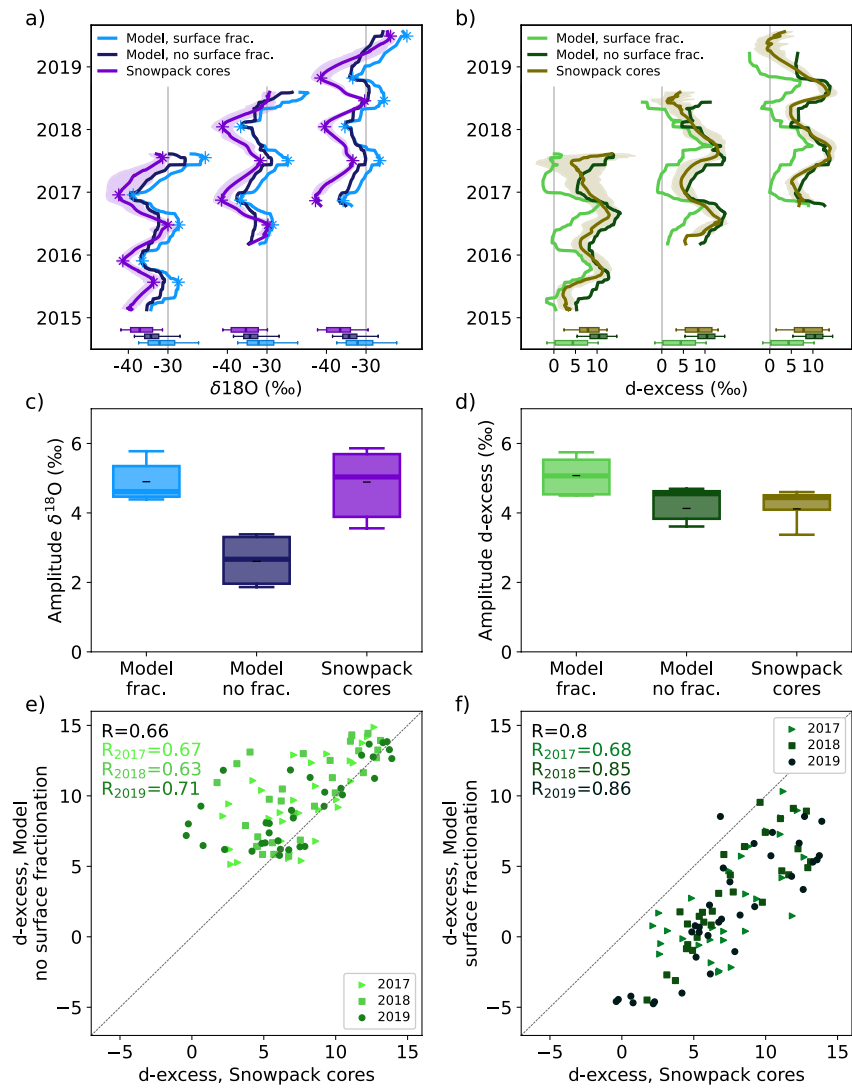 a)
Model, surface frac.
Model, no surface frac.
Snowpack cores
2019
2018
2017
2016
2015
-40 -30 -40 -30 -40 -30
δ18O (‰)
b)
Model, surface frac.
Model, no surface frac.
Snowpack cores
2019
2018
2017
2016
2015
0 5 10 0 5 10 0 5 10
d-excess (‰)
c)
Amplitude δ¹⁸O (‰)
6
4
2
0
Model frac.
Model no frac.
Snowpack cores
d)
Amplitude d-excess (‰)
6
4
2
0
Model frac.
Model no frac.
Snowpack cores
e)
R=0.66
R2017=0.67
R2018=0.63
R2019=0.71
d-excess, Model
no surface fractionation
15
10
5
0
−5
2017
2018
2019
−5 0 5 10 15
d-excess, Snowpack cores
f)
R=0.8
R2017=0.68
R2018=0.85
R2019=0.86
2017
2018
2019
d-excess, Model
surface fractionation
15
10
5
0
−5
−5 0 5 10 15
d-excess, Snowpack cores